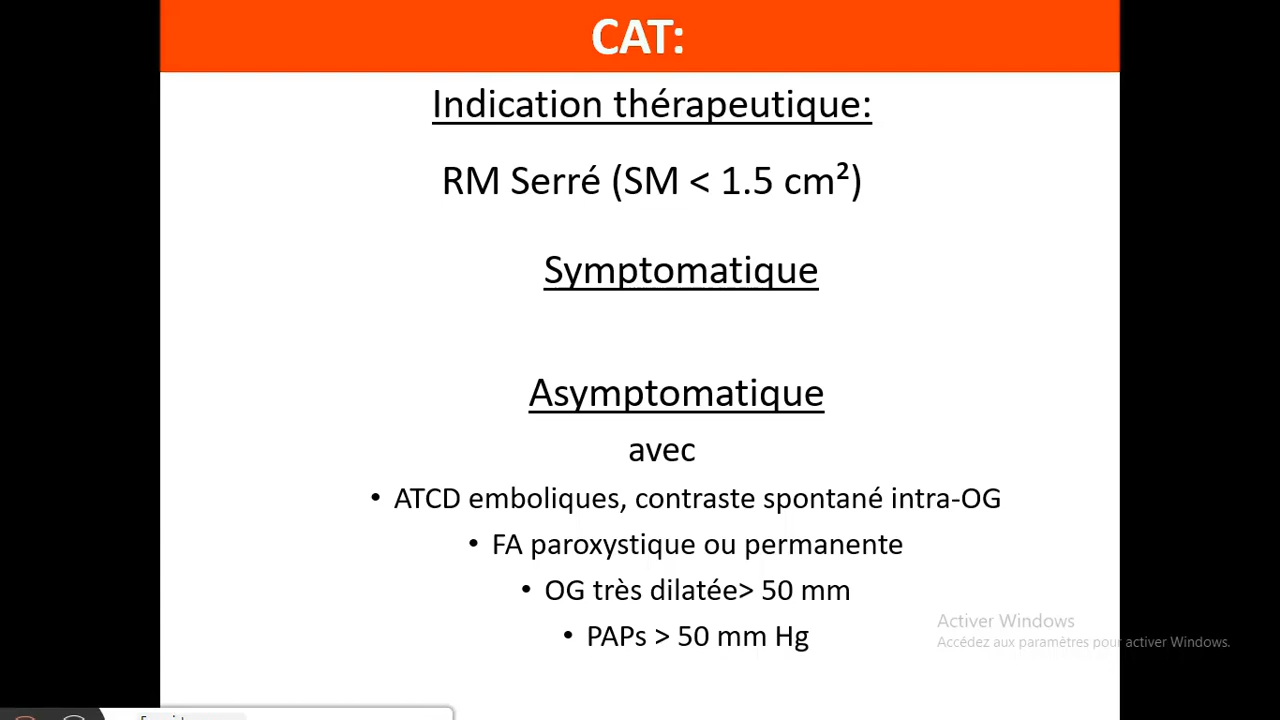 CAT:
Indication thérapeutique:
RM Serré (SM < 1.5 cm²)
Symptomatique
Asymptomatique
avec
• ATCD emboliques, contraste spontané intra-OG
• FA paroxystique ou permanente
• OG très dilatée> 50 mm
• PAPs > 50 mm Hg
Activer Windows
Accédez aux paramètres pour activer Windows.